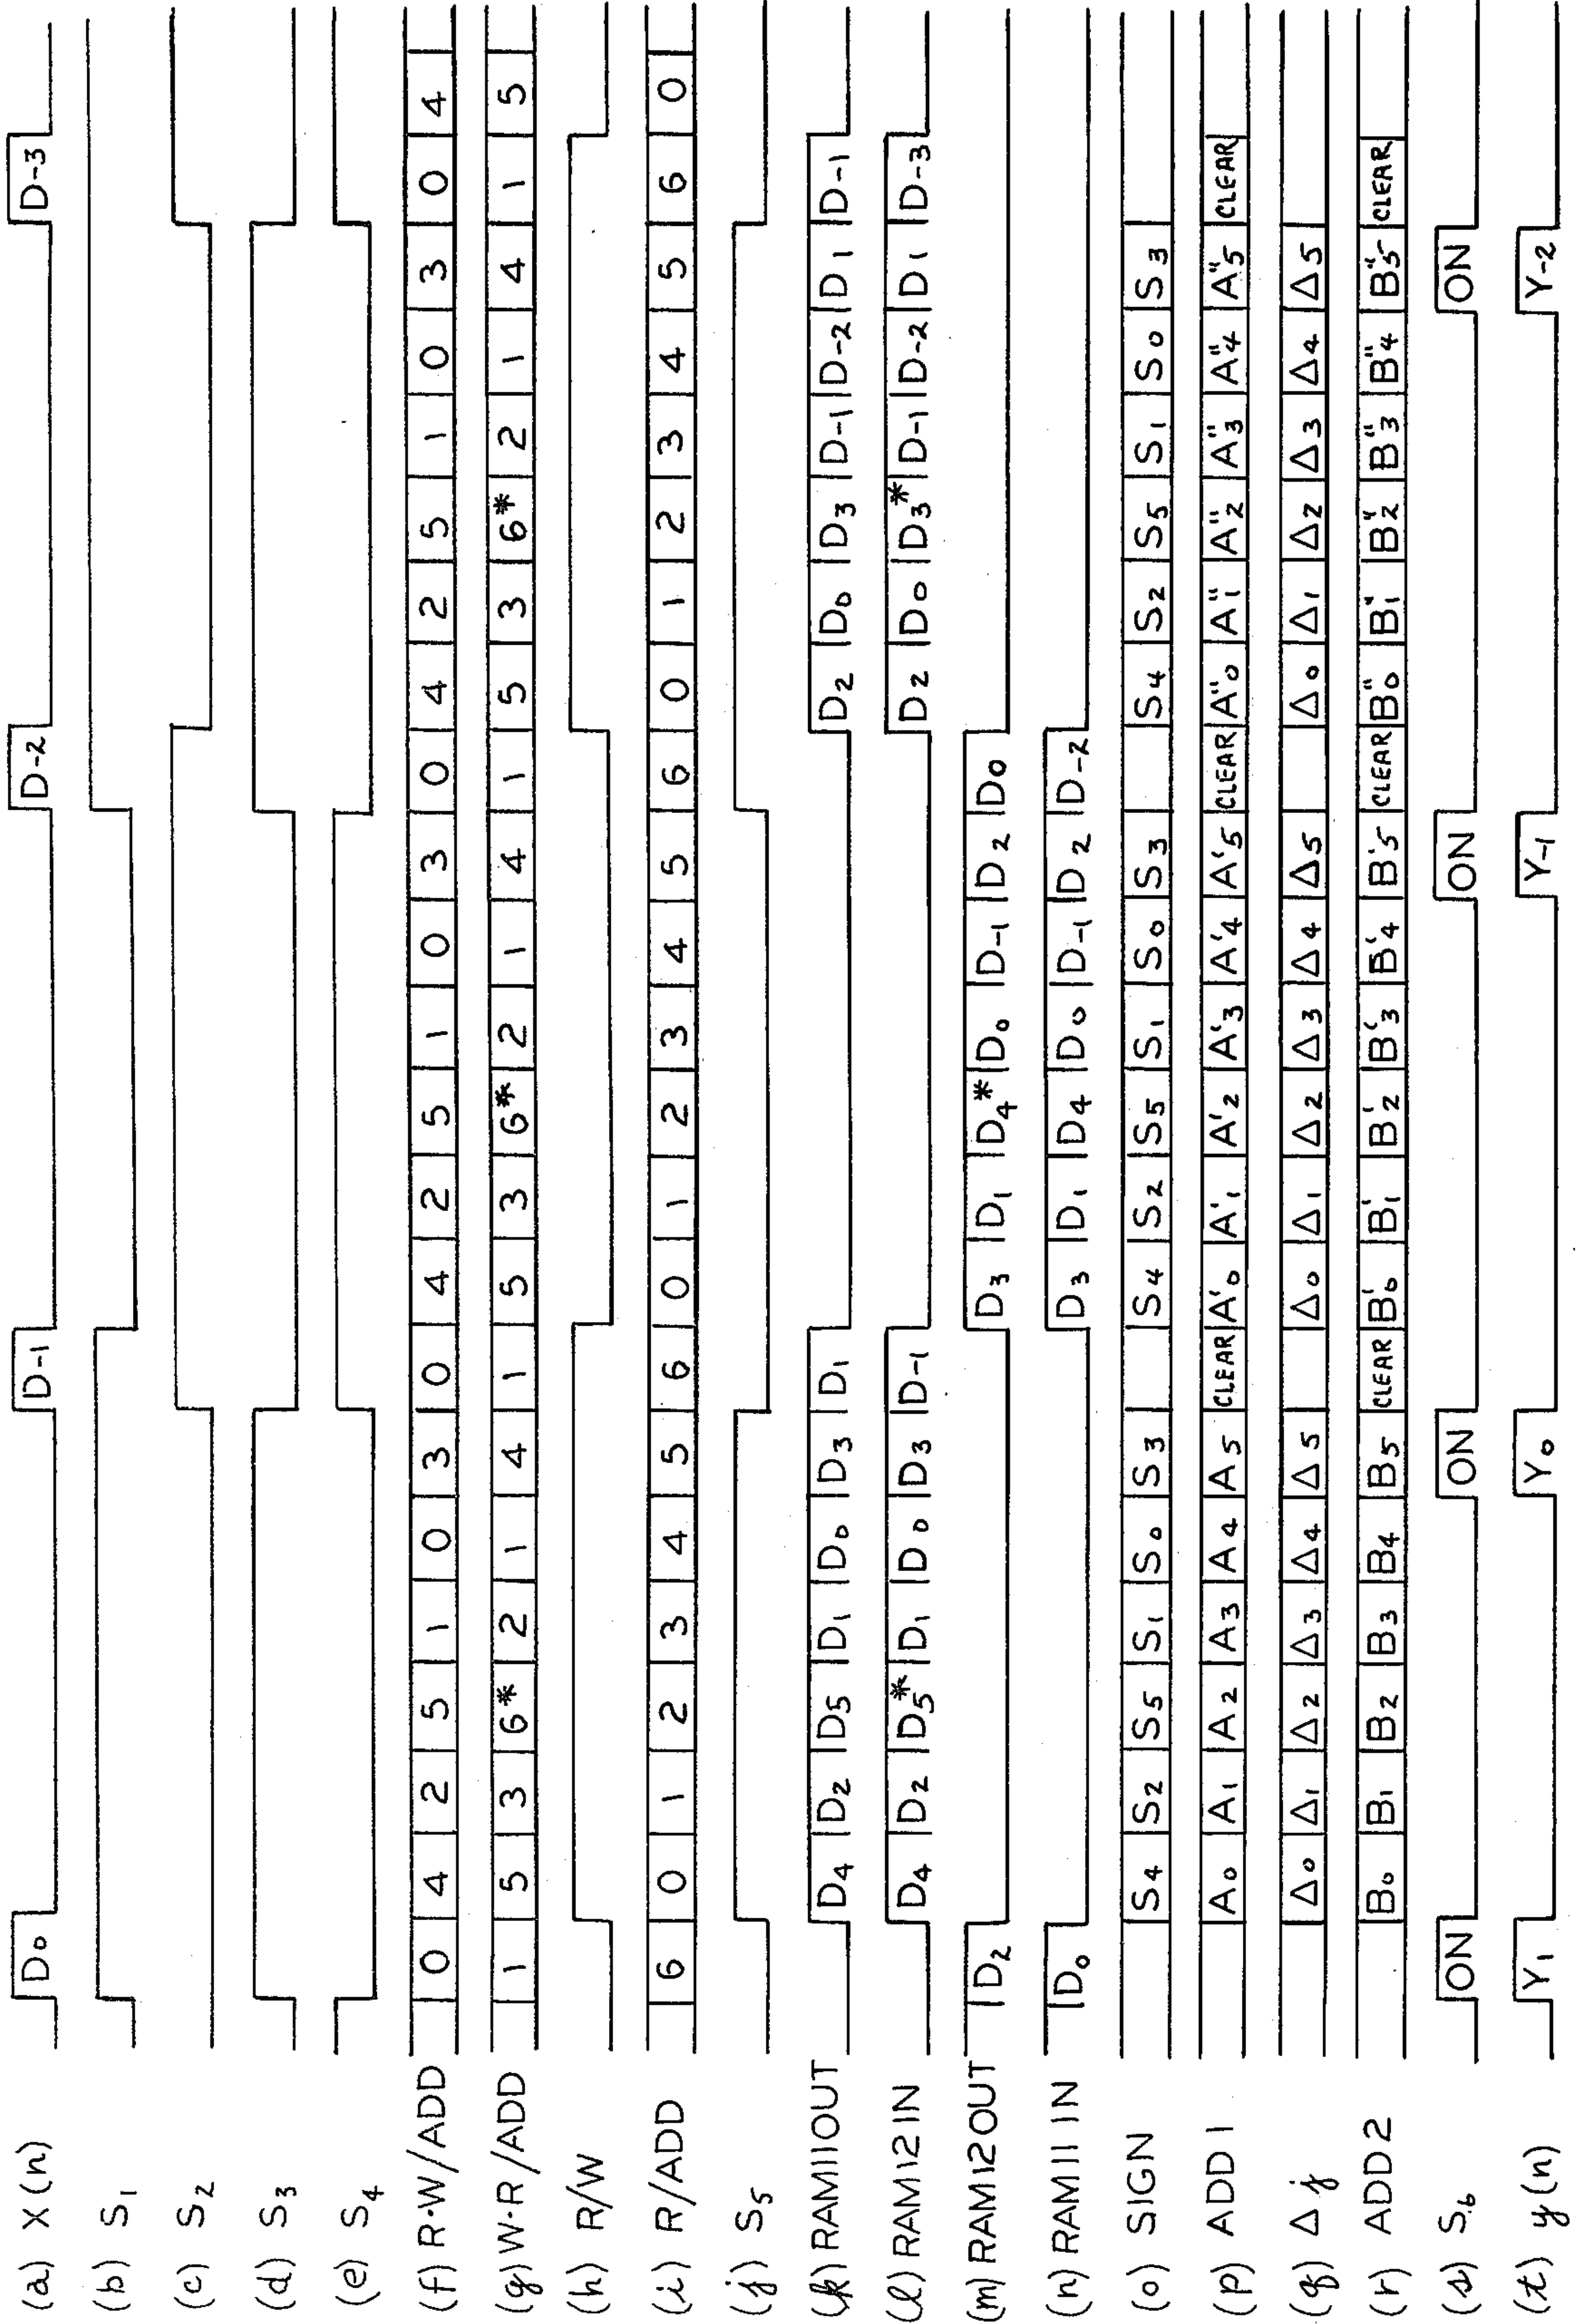 (a) X(n) D0 D-1 D-2 D-3
(b) S1
(c) S2
(d) S3
(e) S4
(f) R·W/ADD 0 4 2 5 1 0 3 0 4 2 5 1 0 3 0 4 2 5 1 0 3 0 4
(g) W·R/ADD 1 5 3 6* 2 1 4 1 5 3 6* 2 1 4 1 5 3 6* 2 1 4 1 5
(h) R/W
(i) R/ADD 6 0 1 2 3 4 5 6 0 1 2 3 4 5 6 0 1 2 3 4 5 6 0
(j) S5
(k) RAM11OUT D4 D2 D5 D1 D0 D3 D1 D2 D0 D3 D-1 D-2 D1 D-1
(l) RAM12IN D4 D2 D5* D1 D0 D3 D-1 D2 D0 D3* D-1 D-2 D1 D-3
(m) RAM12OUT D2 D3 D1 D4* D0 D-1 D2 D0
(n) RAM11IN D0 D3 D1 D4 D0 D-1 D2 D-2
(o) SIGN S4 S2 S5 S1 S0 S3 S4 S2 S5 S1 S0 S3 S4 S2 S5 S1 S0 S3
(p) ADD1 A0 A1 A2 A3 A4 A5 CLEAR A'0 A'1 A'2 A'3 A'4 A'5 CLEAR A"0 A"1 A"2 A"3 A"4 A"5 CLEAR
(q) Δj Δ0 Δ1 Δ2 Δ3 Δ4 Δ5 Δ0 Δ1 Δ2 Δ3 Δ4 Δ5 Δ0 Δ1 Δ2 Δ3 Δ4 Δ5
(r) ADD2 B0 B1 B2 B3 B4 B5 CLEAR B'0 B'1 B'2 B'3 B'4 B'5 CLEAR B"0 B"1 B"2 B"3 B"4 B"5 CLEAR
(s) S6 ON ON ON ON
(t) y(n) Y1 Y0 Y-1 Y-2